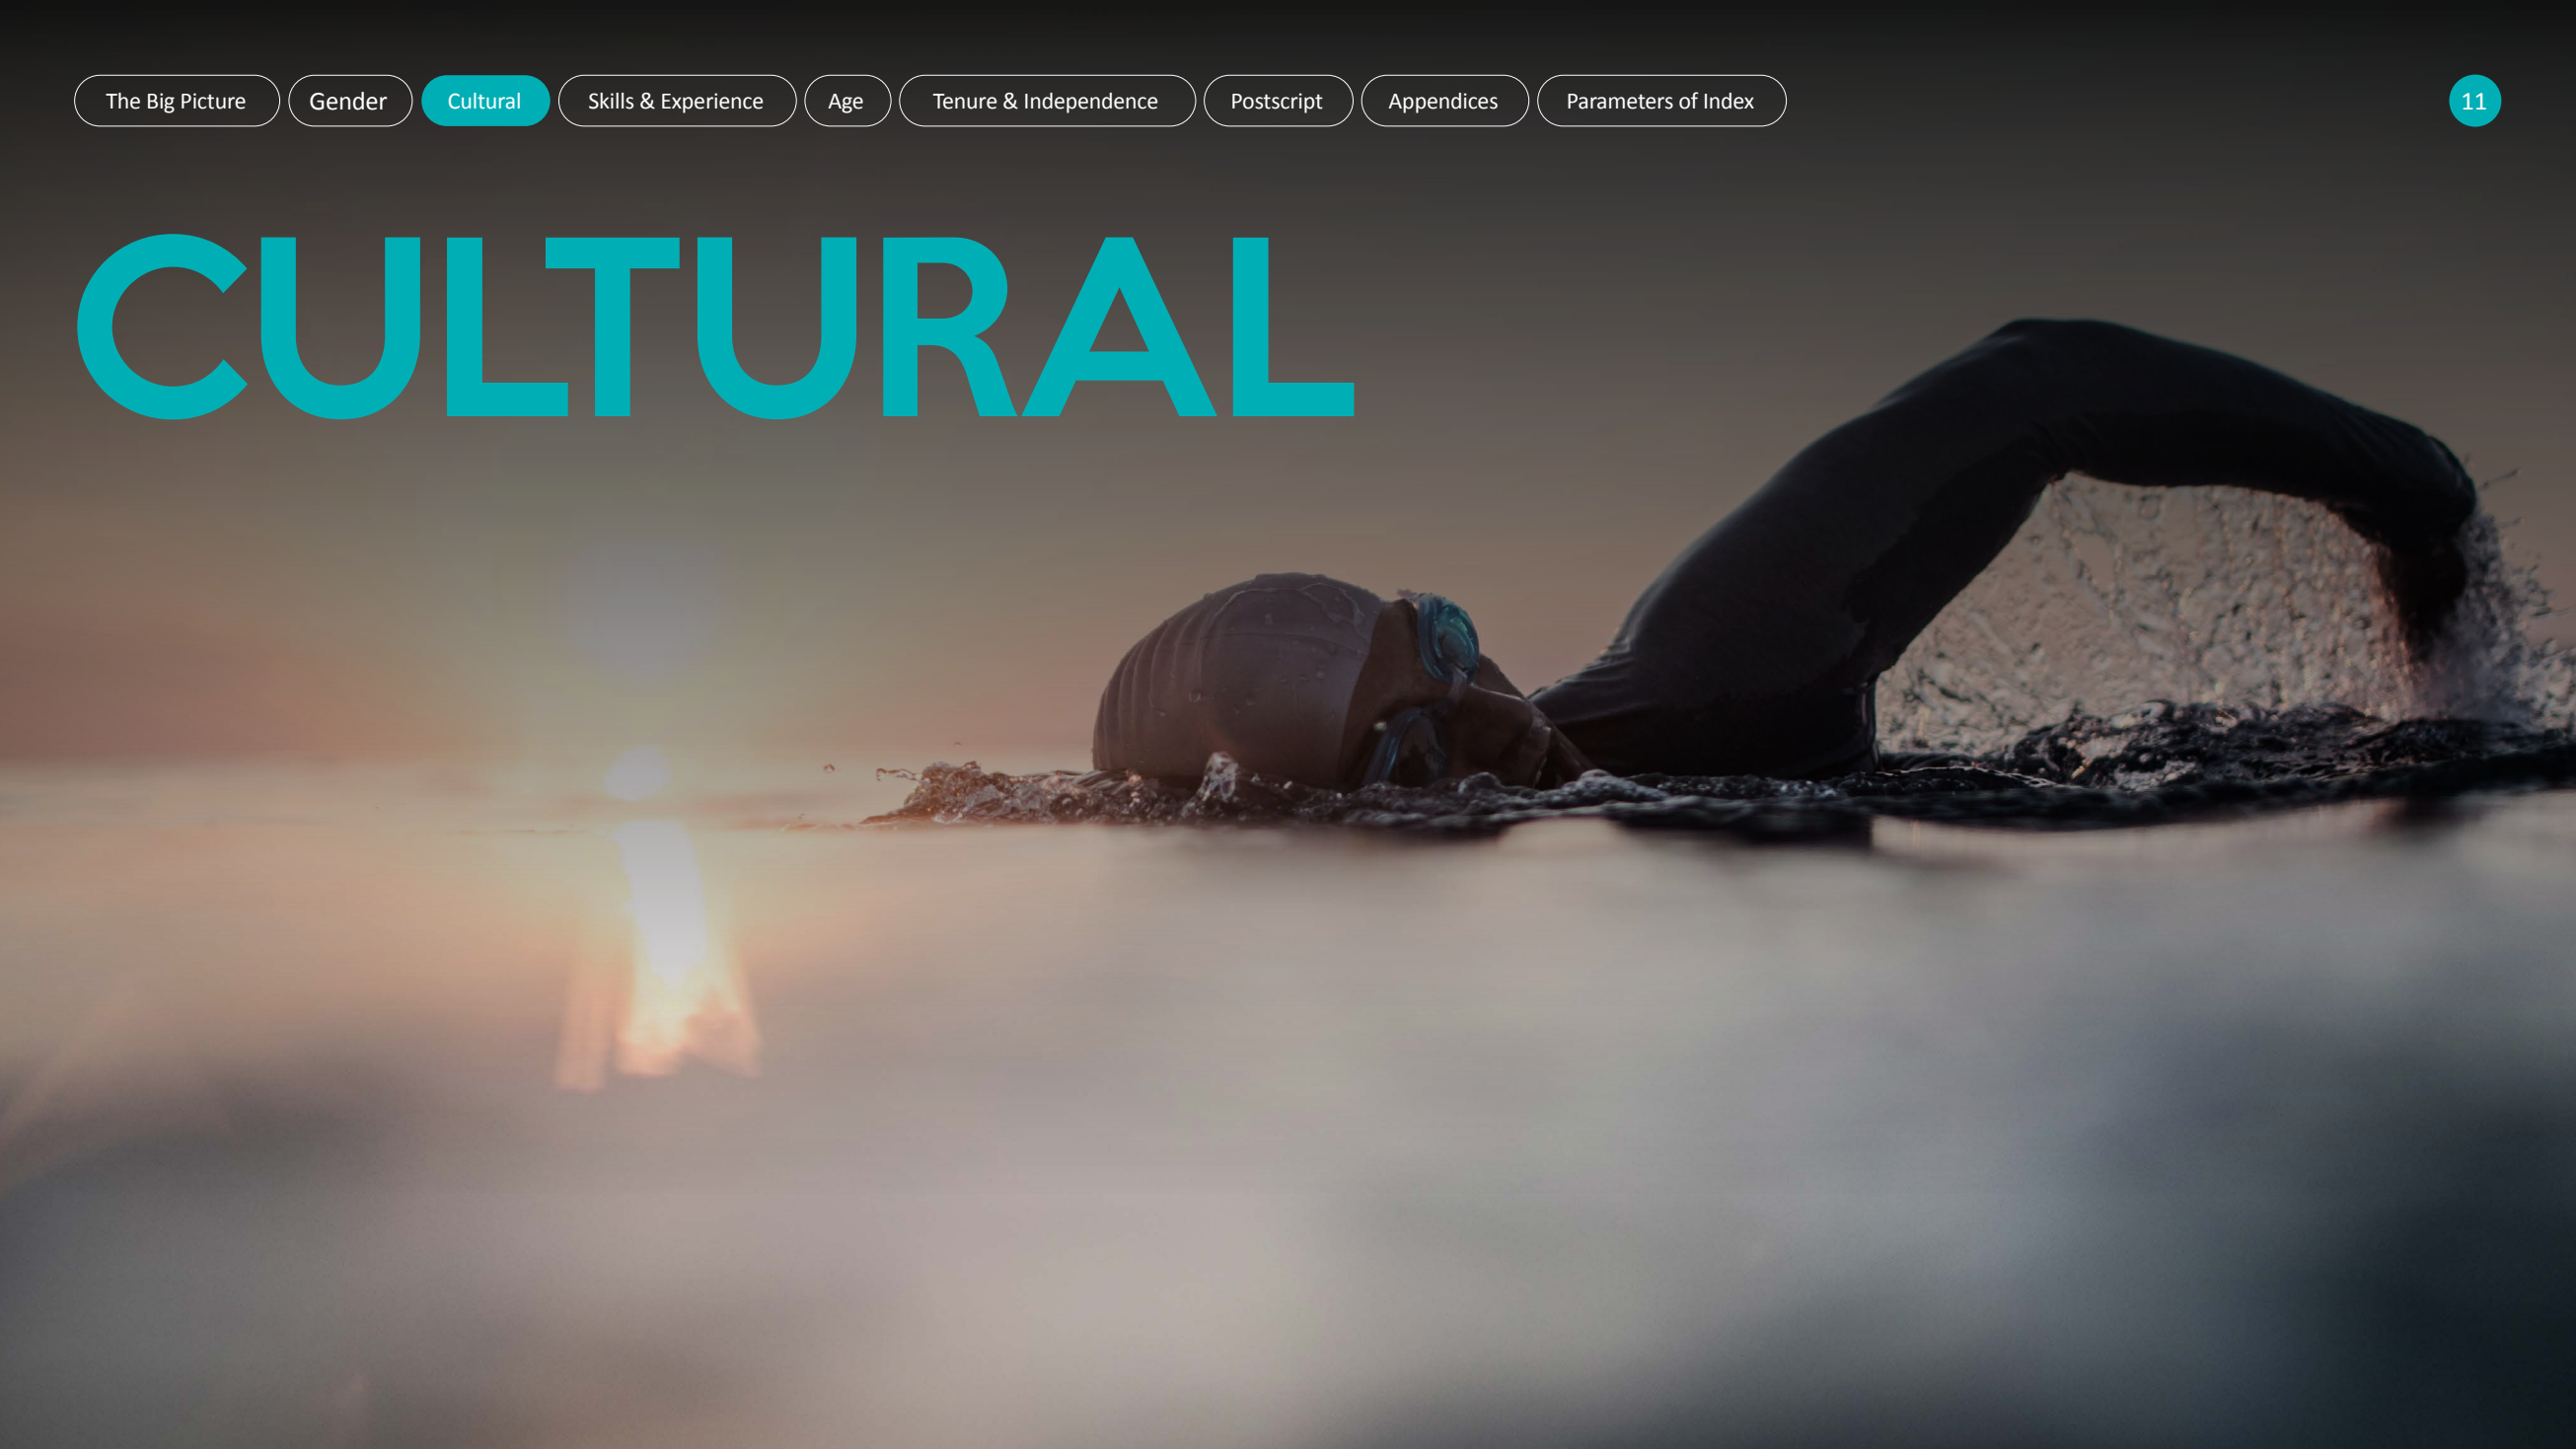 The Big Picture Gender Cultural Skills & Experience Age Tenure & Independence Postscript Appendices Parameters of Index 11
CULTURAL